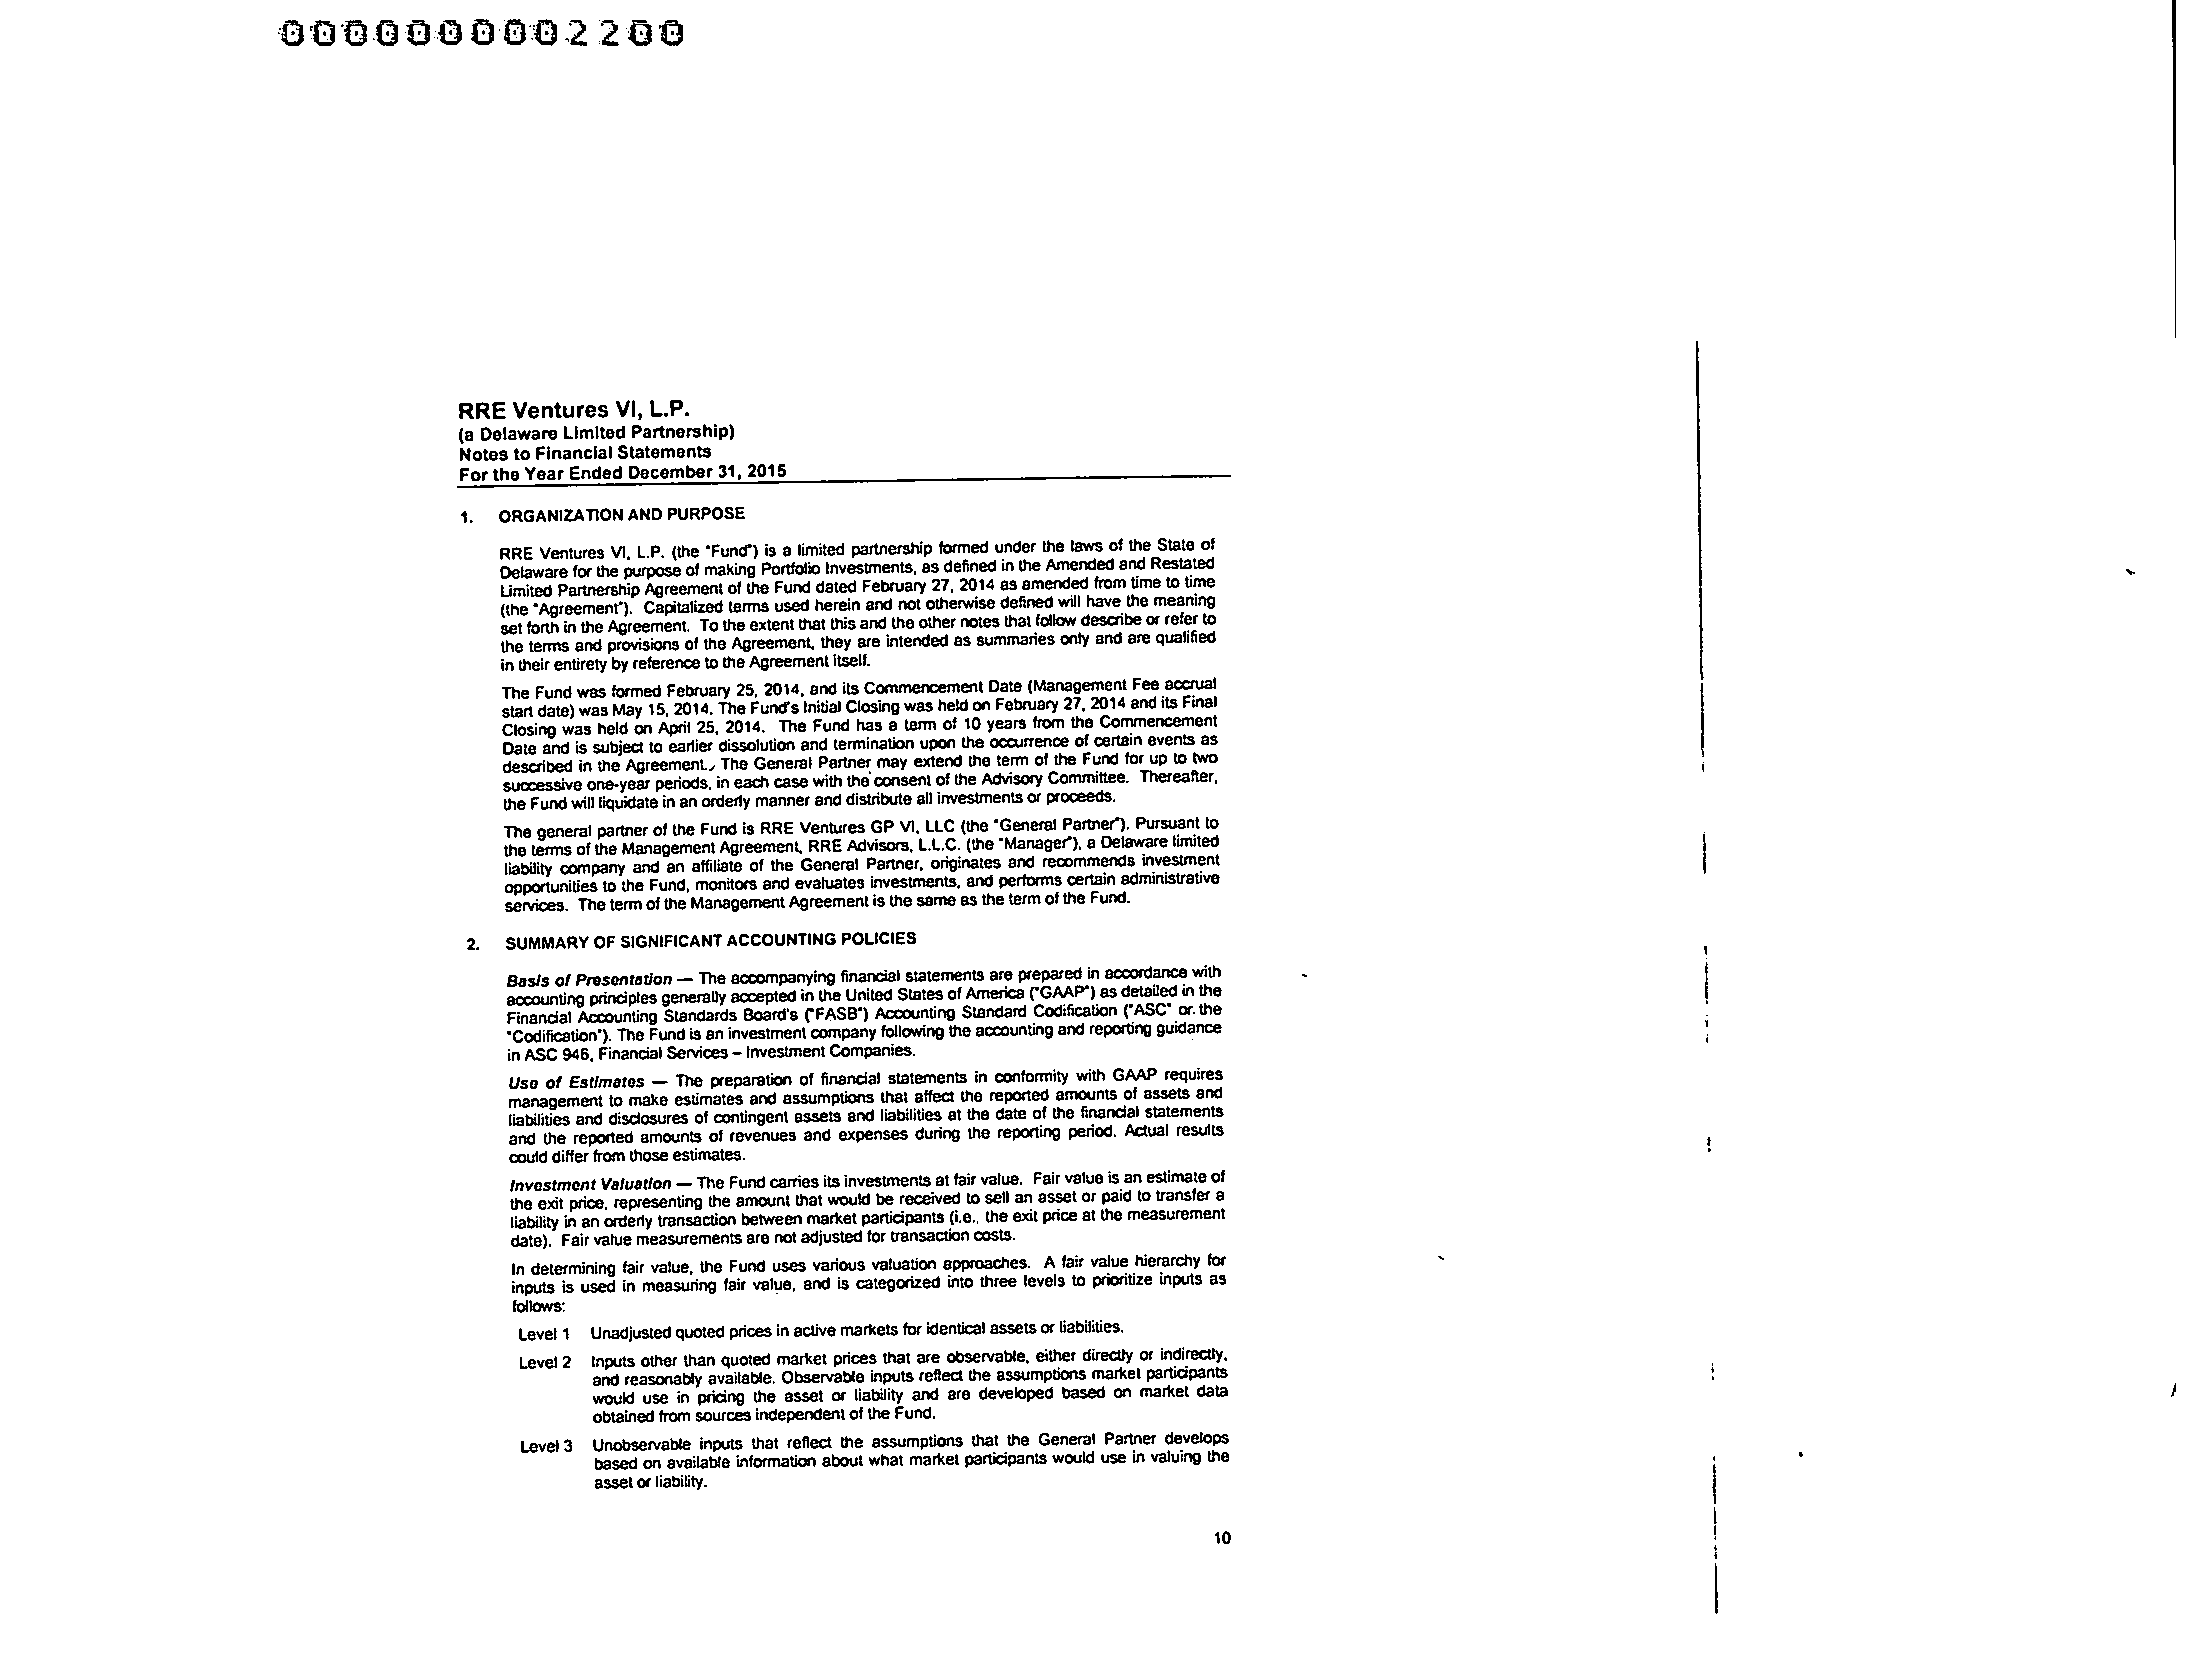 000000002200
RRE Ventures VI, L.P.
(a Delaware Limited Partnership)
Notes to Financial Statements
For the Year Ended December 31, 2015
1. ORGANIZATION AND PURPOSE
RRE Ventures VI, L.P. (the "Fund") is a limited partnership formed under the laws of the State of
Delaware for the purpose of making Portfolio Investments, as defined in the Amended and Restated
Limited Partnership Agreement of the Fund dated February 27, 2014 as amended from time to time
(the "Agreement"). Capitalized terms used herein and not otherwise defined will have the meaning
set forth in the Agreement. To the extent that this and the other notes that follow describe or refer to
the terms and provisions of the Agreement, they are intended as summaries only and are qualified
in their entirety by reference to the Agreement itself.
The Fund was formed February 25, 2014, and its Commencement Date (Management Fee accrual
start date) was May 15, 2014. The Fund's Initial Closing was held on February 27, 2014 and its Final
Closing was held on April 25, 2014. The Fund has a term of 10 years from the Commencement
Date and is subject to earlier dissolution and termination upon the occurrence of certain events as
described in the Agreement. The General Partner may extend the term of the Fund for up to two
successive one-year periods, in each case with the consent of the Advisory Committee. Thereafter,
the Fund will liquidate in an orderly manner and distribute all investments or proceeds.
The general partner of the Fund is RRE Ventures GP VI, LLC (the "General Partner"). Pursuant to
the terms of the Management Agreement, RRE Advisors, L.L.C. (the "Manager"), a Delaware limited
liability company and an affiliate of the General Partner, originates and recommends investment
opportunities to the Fund, monitors and evaluates investments, and performs certain administrative
services. The term of the Management Agreement is the same as the term of the Fund.
2. SUMMARY OF SIGNIFICANT ACCOUNTING POLICIES
Basis of Presentation — The accompanying financial statements are prepared in accordance with
accounting principles generally accepted in the United States of America ("GAAP") as detailed in the
Financial Accounting Standards Board's ("FASB") Accounting Standard Codification ("ASC" or the
"Codification"). The Fund is an investment company following the accounting and reporting guidance
in ASC 946, Financial Services – Investment Companies.
Use of Estimates — The preparation of financial statements in conformity with GAAP requires
management to make estimates and assumptions that affect the reported amounts of assets and
liabilities and disclosures of contingent assets and liabilities at the date of the financial statements
and the reported amounts of revenues and expenses during the reporting period. Actual results
could differ from those estimates.
Investment Valuation — The Fund carries its investments at fair value. Fair value is an estimate of
the exit price, representing the amount that would be received to sell an asset or paid to transfer a
liability in an orderly transaction between market participants (i.e., the exit price at the measurement
date). Fair value measurements are not adjusted for transaction costs.
In determining fair value, the Fund uses various valuation approaches. A fair value hierarchy for
inputs is used in measuring fair value, and is categorized into three levels to prioritize inputs as
follows:
Level 1 Unadjusted quoted prices in active markets for identical assets or liabilities.
Level 2 Inputs other than quoted market prices that are observable, either directly or indirectly,
and reasonably available. Observable inputs reflect the assumptions market participants
would use in pricing the asset or liability and are developed based on market data
obtained from sources independent of the Fund.
Level 3 Unobservable inputs that reflect the assumptions that the General Partner develops
based on available information about what market participants would use in valuing the
asset or liability.
10